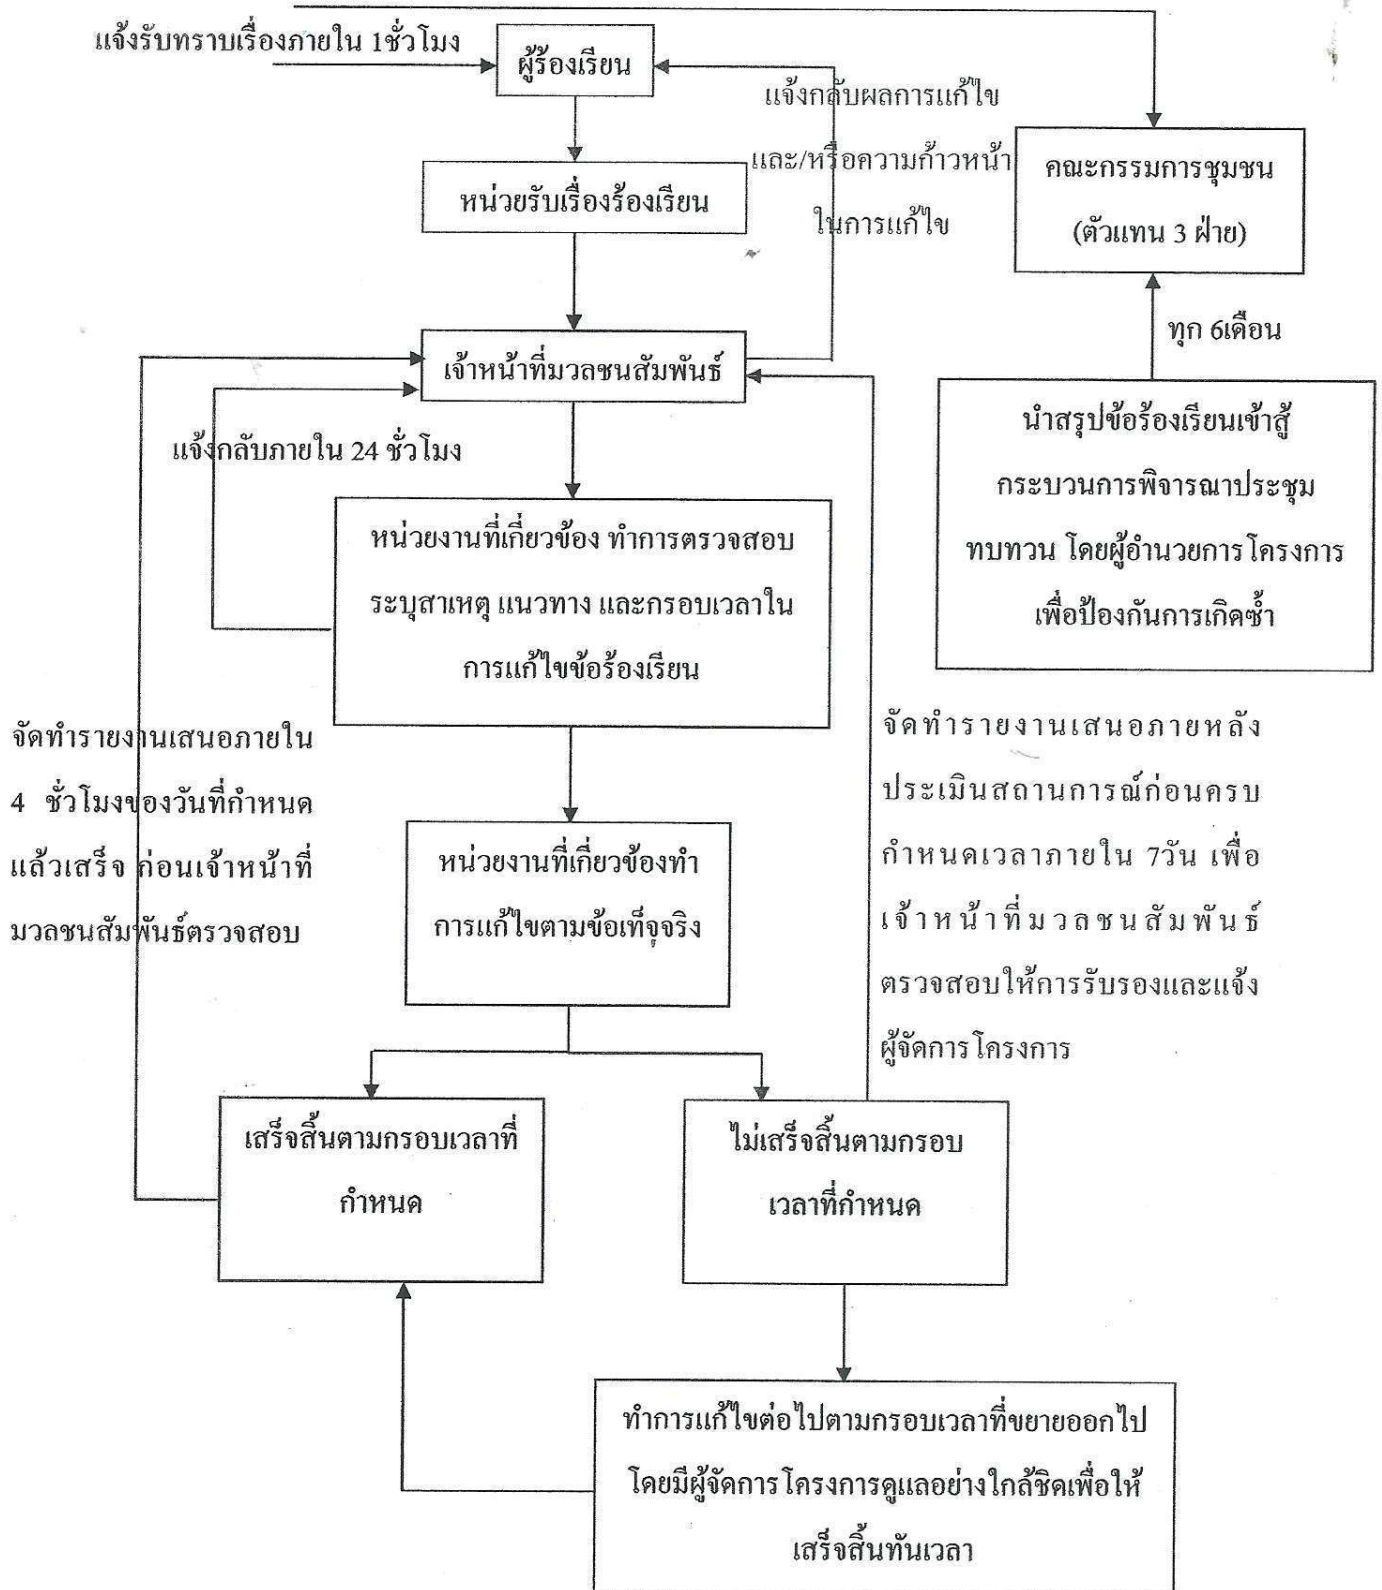 แจ้งรับทราบเรื่องภายใน 1ชั่วโมง
ผู้ร้องเรียน
แจ้งกลับผลการแก้ไข
และ/หรือความก้าวหน้า
ในการแก้ไข
คณะกรรมการชุมชน
(ตัวแทน 3 ฝ่าย)
หน่วยรับเรื่องร้องเรียน
ทุก 6เดือน
เจ้าหน้าที่มวลชนสัมพันธ์
นำสรุปข้อร้องเรียนเข้าสู้
กระบวนการพิจารณาประชุม
ทบทวน โดยผู้อำนวยการโครงการ
เพื่อป้องกันการเกิดซ้ำ
แจ้งกลับภายใน 24 ชั่วโมง
หน่วยงานที่เกี่ยวข้อง ทำการตรวจสอบ
ระบุสาเหตุ แนวทาง และกรอบเวลาใน
การแก้ไขข้อร้องเรียน
จัดทำรายงานเสนอภายใน
4 ชั่วโมงของวันที่กำหนด
แล้วเสร็จ ก่อนเจ้าหน้าที่
มวลชนสัมพันธ์ตรวจสอบ
จัดทำรายงานเสนอภายหลัง
ประเมินสถานการณ์ก่อนครบ
กำหนดเวลาภายใน 7วัน เพื่อ
เจ้าหน้าที่มวลชนสัมพันธ์
ตรวจสอบให้การรับรองและแจ้ง
ผู้จัดการโครงการ
หน่วยงานที่เกี่ยวข้องทำ
การแก้ไขตามข้อเท็จุจริง
เสร็จสิ้นตามกรอบเวลาที่
กำหนด
ไม่เสร็จสิ้นตามกรอบ
เวลาที่กำหนด
ทำการแก้ไขต่อไปตามกรอบเวลาที่ขยายออกไป
โดยมีผู้จัดการโครงการดูแลอย่างใกล้ชิดเพื่อให้
เสร็จสิ้นทันเวลา